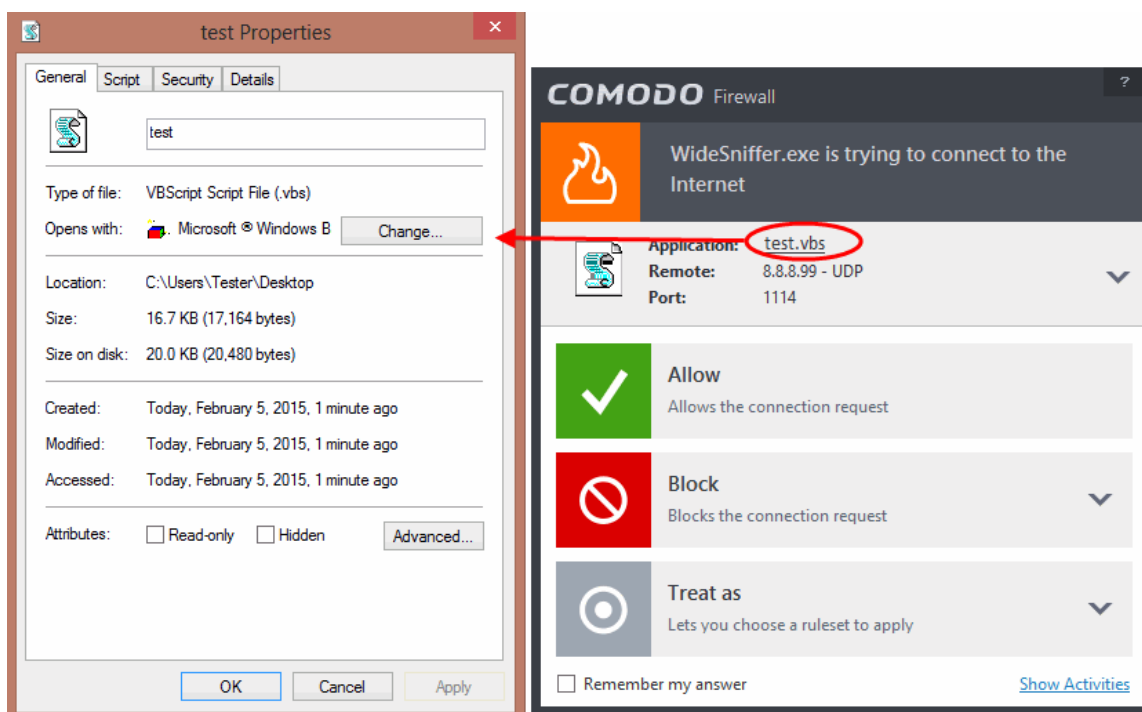 test Properties
General Script Security Details
test
Type of file: VBScript Script File (.vbs)
Opens with: Microsoft ® Windows B Change...
Location: C:\Users\Tester\Desktop
Size: 16.7 KB (17,164 bytes)
Size on disk: 20.0 KB (20,480 bytes)
Created: Today, February 5, 2015, 1 minute ago
Modified: Today, February 5, 2015, 1 minute ago
Accessed: Today, February 5, 2015, 1 minute ago
Attributes: Read-only Hidden Advanced...
OK Cancel Apply
?
COMODO Firewall
WideSniffer.exe is trying to connect to the
Internet
Application: test.vbs
Remote: 8.8.8.99 - UDP
Port: 1114
Allow
Allows the connection request
Block
Blocks the connection request
Treat as
Lets you choose a ruleset to apply
Remember my answer Show Activities